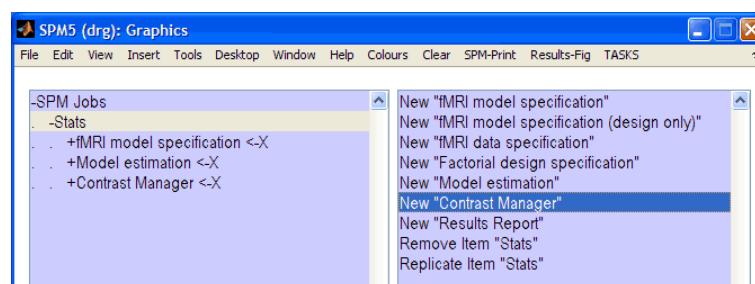 SPM5 (drg): Graphics
File Edit View Insert Tools Desktop Window Help Colours Clear SPM-Print Results-Fig TASKS
-SPM Jobs
. -Stats
. . +fMRI model specification <-X
. . +Model estimation <-X
. . +Contrast Manager <-X
New "fMRI model specification"
New "fMRI model specification (design only)"
New "fMRI data specification"
New "Factorial design specification"
New "Model estimation"
New "Contrast Manager"
New "Results Report"
Remove Item "Stats"
Replicate Item "Stats"